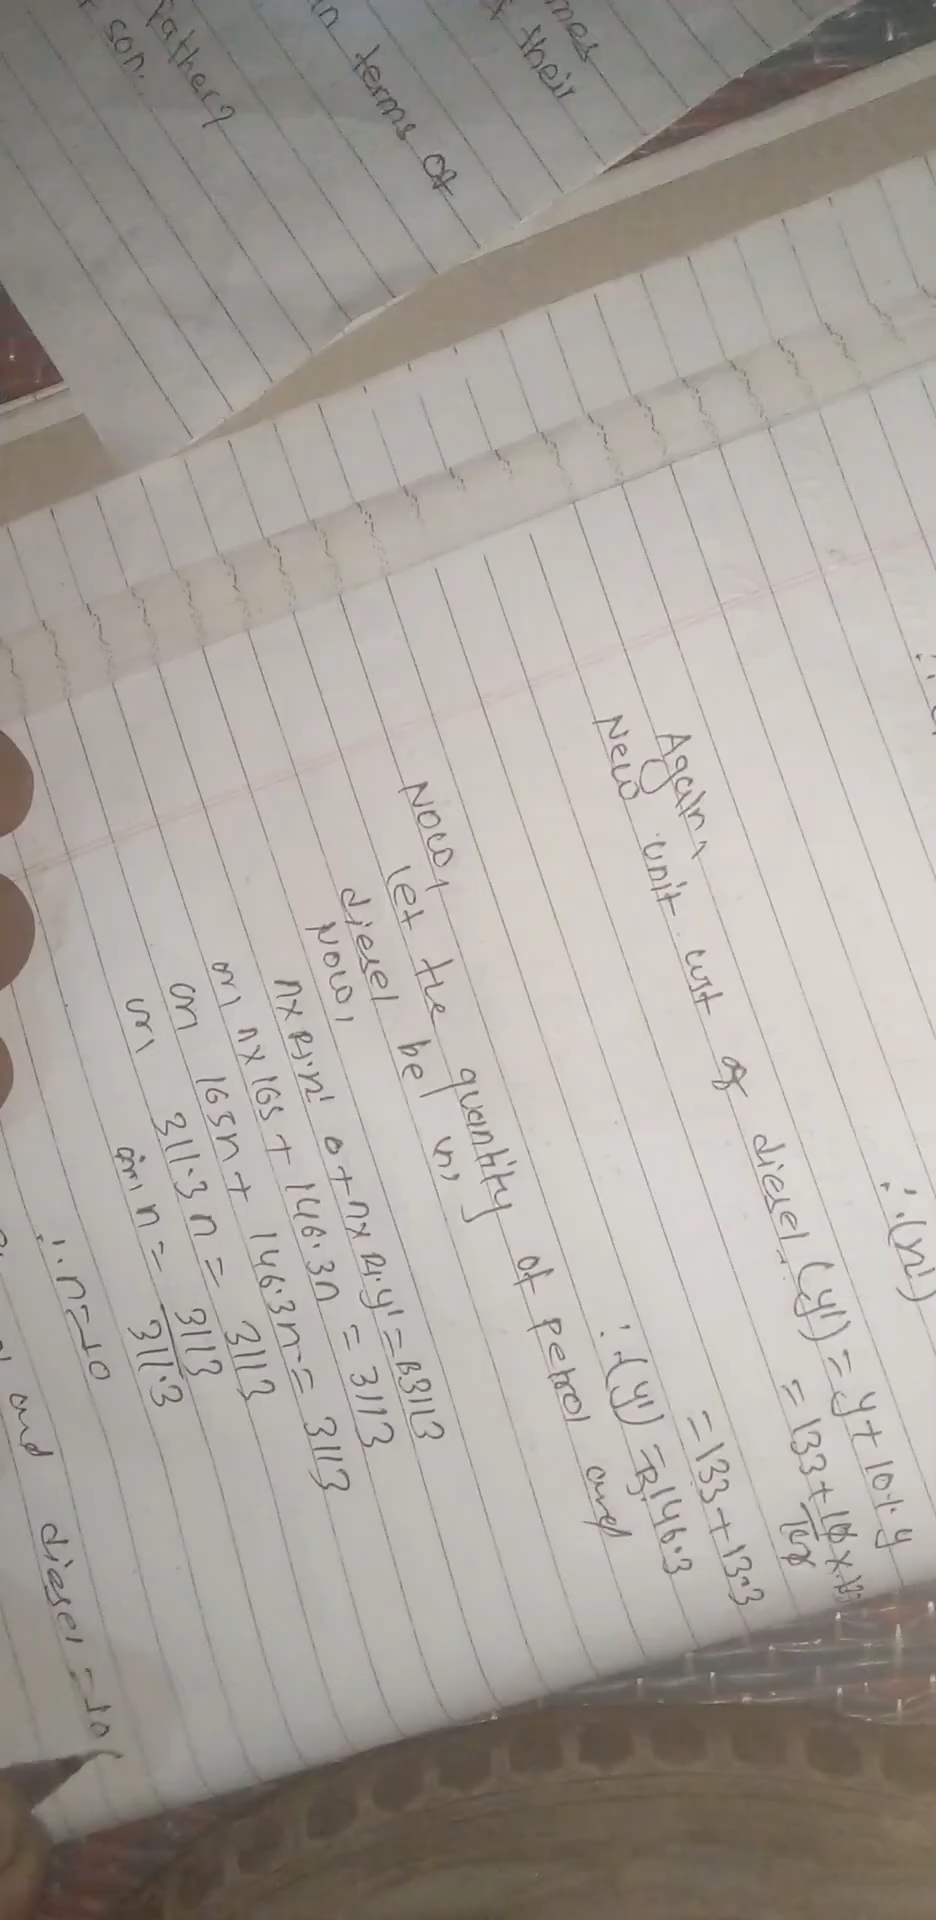 mes
their
in terms of
father?
son.
∴ (x')
Again,
New unit cost of diesel (y') = y + 10% y
= 133 + 10/100 ×
= 133 + 13.3
∴ (y') = Rs 146.3
Now,
let the quantity of petrol and
diesel be n,
Now,
n × Rs. x' + n × Rs. y' = Rs 3113
or, n × 165 + 146.3n = 3113
or, 165n + 146.3n = 3113
or, 311.3n = 3113
or, n = 3113/311.3
∴ n = 10
and diesel = 10